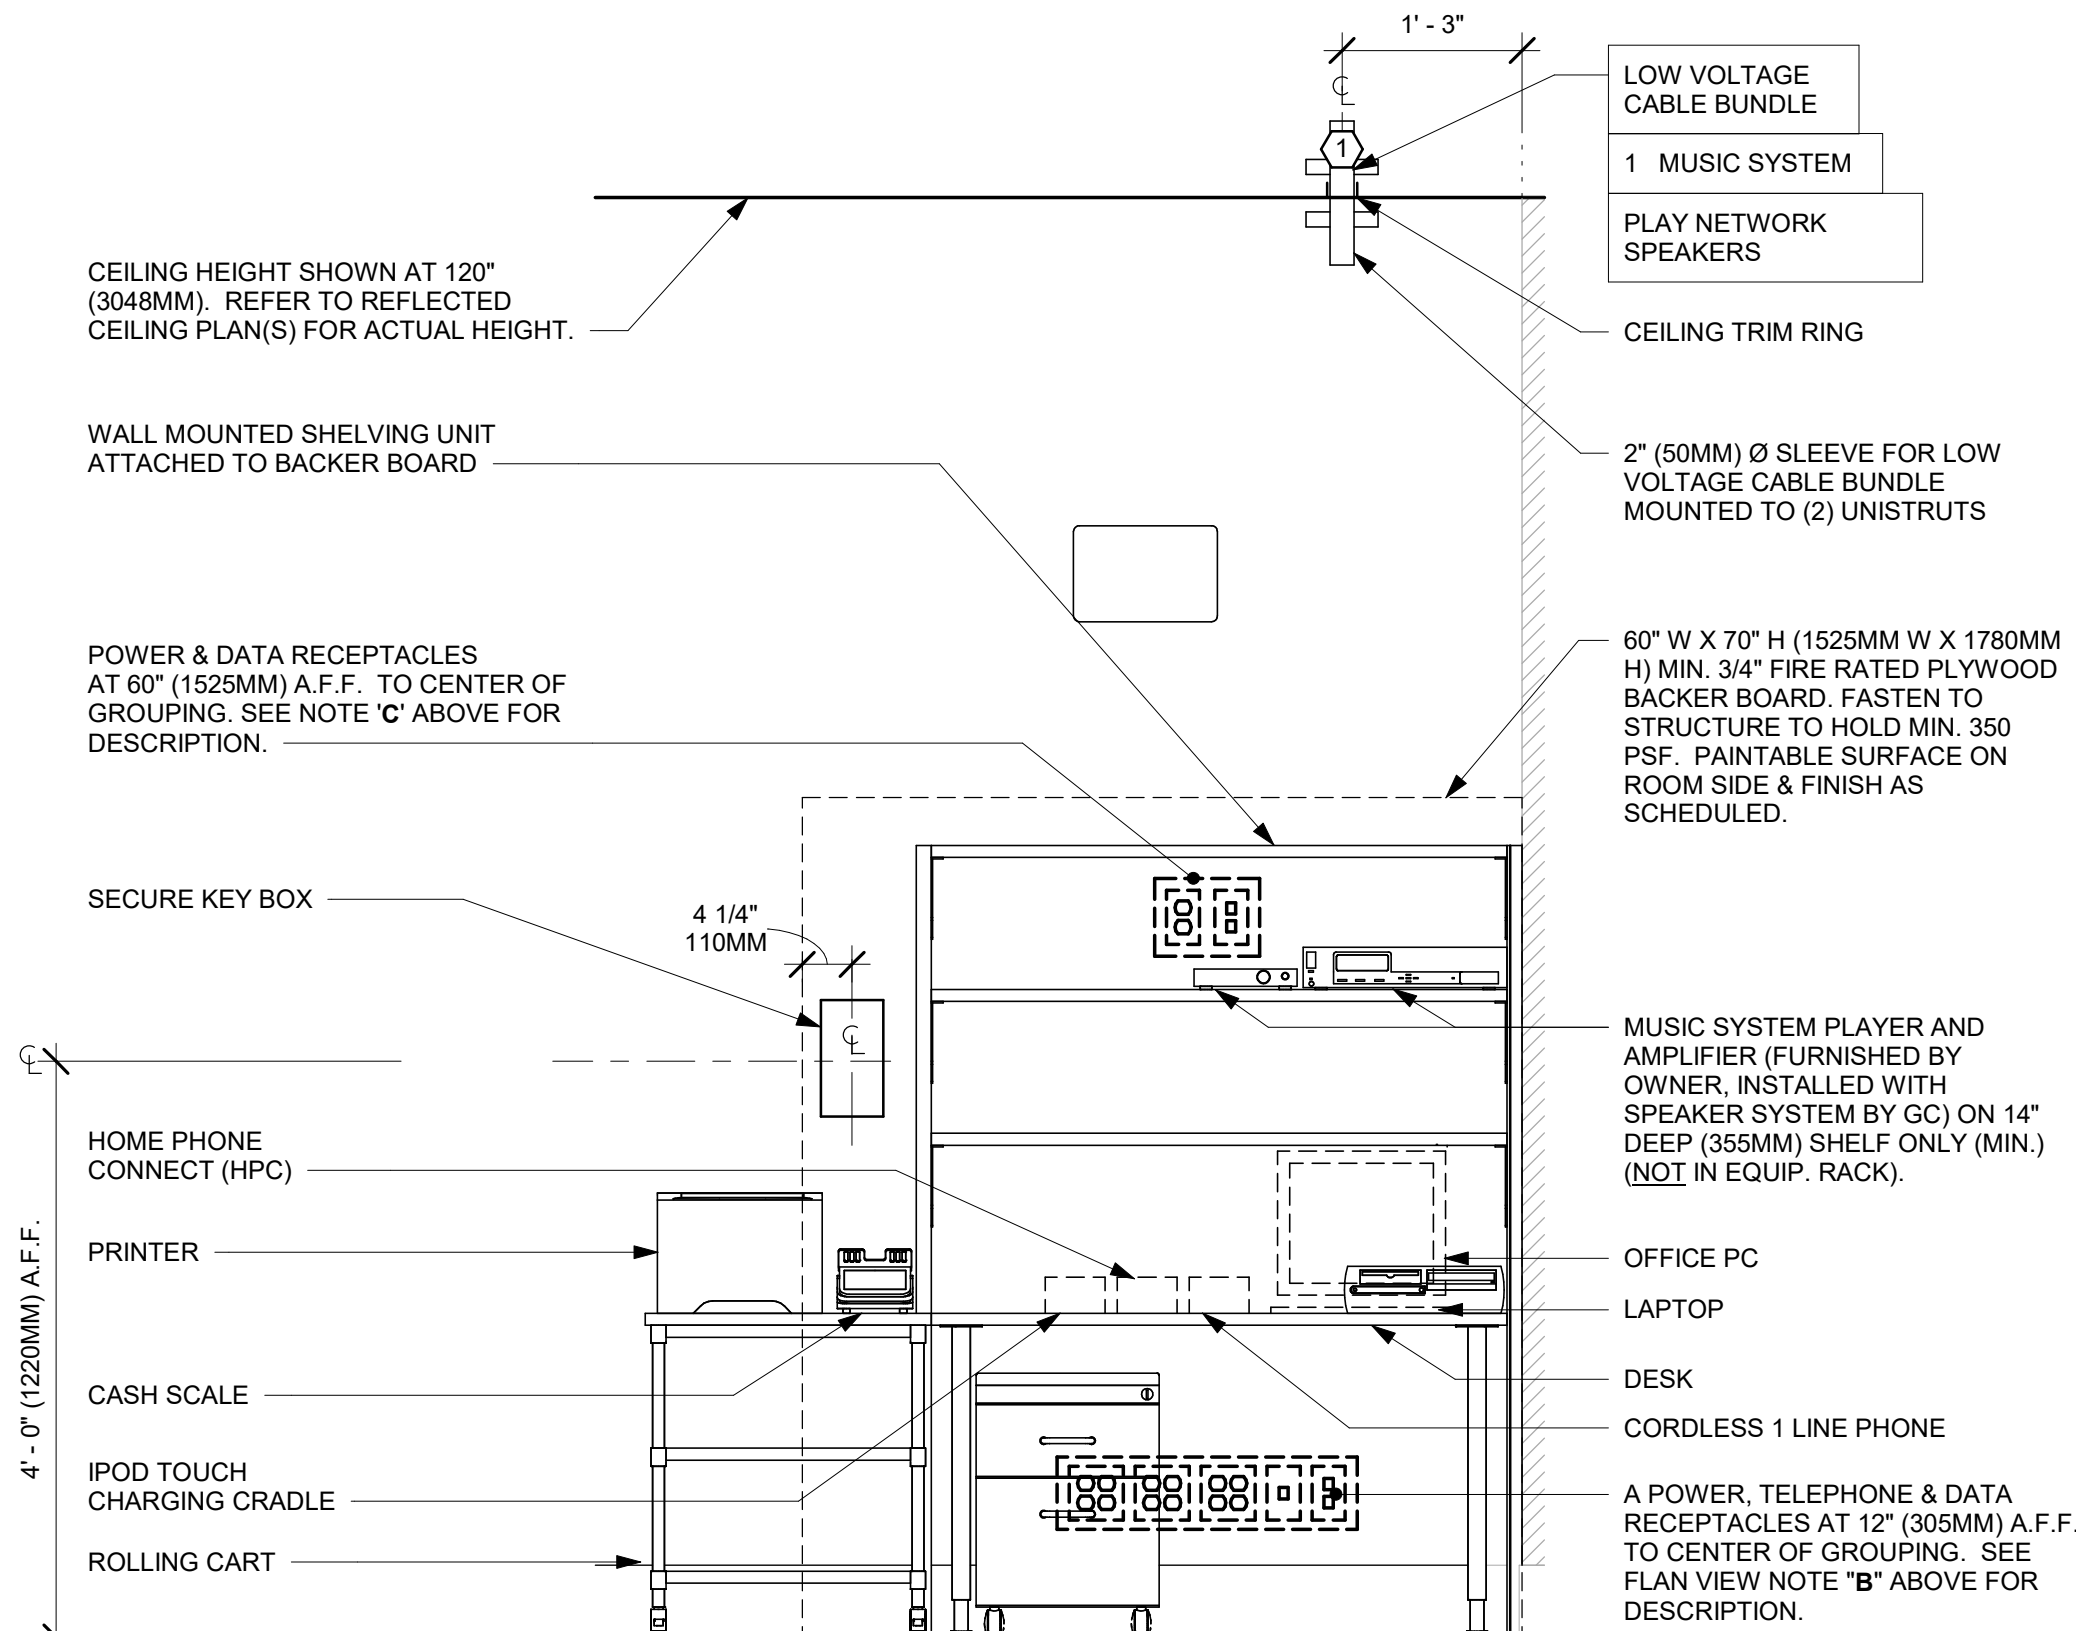 1' - 3"
℄
LOW VOLTAGE
CABLE BUNDLE
1
1 MUSIC SYSTEM
PLAY NETWORK
SPEAKERS
CEILING HEIGHT SHOWN AT 120"
(3048MM). REFER TO REFLECTED
CEILING PLAN(S) FOR ACTUAL HEIGHT.
CEILING TRIM RING
WALL MOUNTED SHELVING UNIT
ATTACHED TO BACKER BOARD
2" (50MM) Ø SLEEVE FOR LOW
VOLTAGE CABLE BUNDLE
MOUNTED TO (2) UNISTRUTS
POWER & DATA RECEPTACLES
AT 60" (1525MM) A.F.F. TO CENTER OF
GROUPING. SEE NOTE 'C' ABOVE FOR
DESCRIPTION.
60" W X 70" H (1525MM W X 1780MM
H) MIN. 3/4" FIRE RATED PLYWOOD
BACKER BOARD. FASTEN TO
STRUCTURE TO HOLD MIN. 350
PSF. PAINTABLE SURFACE ON
ROOM SIDE & FINISH AS
SCHEDULED.
SECURE KEY BOX
4 1/4"
110MM
℄
℄
MUSIC SYSTEM PLAYER AND
AMPLIFIER (FURNISHED BY
OWNER, INSTALLED WITH
SPEAKER SYSTEM BY GC) ON 14"
DEEP (355MM) SHELF ONLY (MIN.)
(NOT IN EQUIP. RACK).
HOME PHONE
CONNECT (HPC)
4' - 0" (1220MM) A.F.F.
PRINTER
OFFICE PC
LAPTOP
CASH SCALE
DESK
CORDLESS 1 LINE PHONE
IPOD TOUCH
CHARGING CRADLE
A POWER, TELEPHONE & DATA
RECEPTACLES AT 12" (305MM) A.F.F.
TO CENTER OF GROUPING. SEE
FLAN VIEW NOTE "B" ABOVE FOR
DESCRIPTION.
ROLLING CART